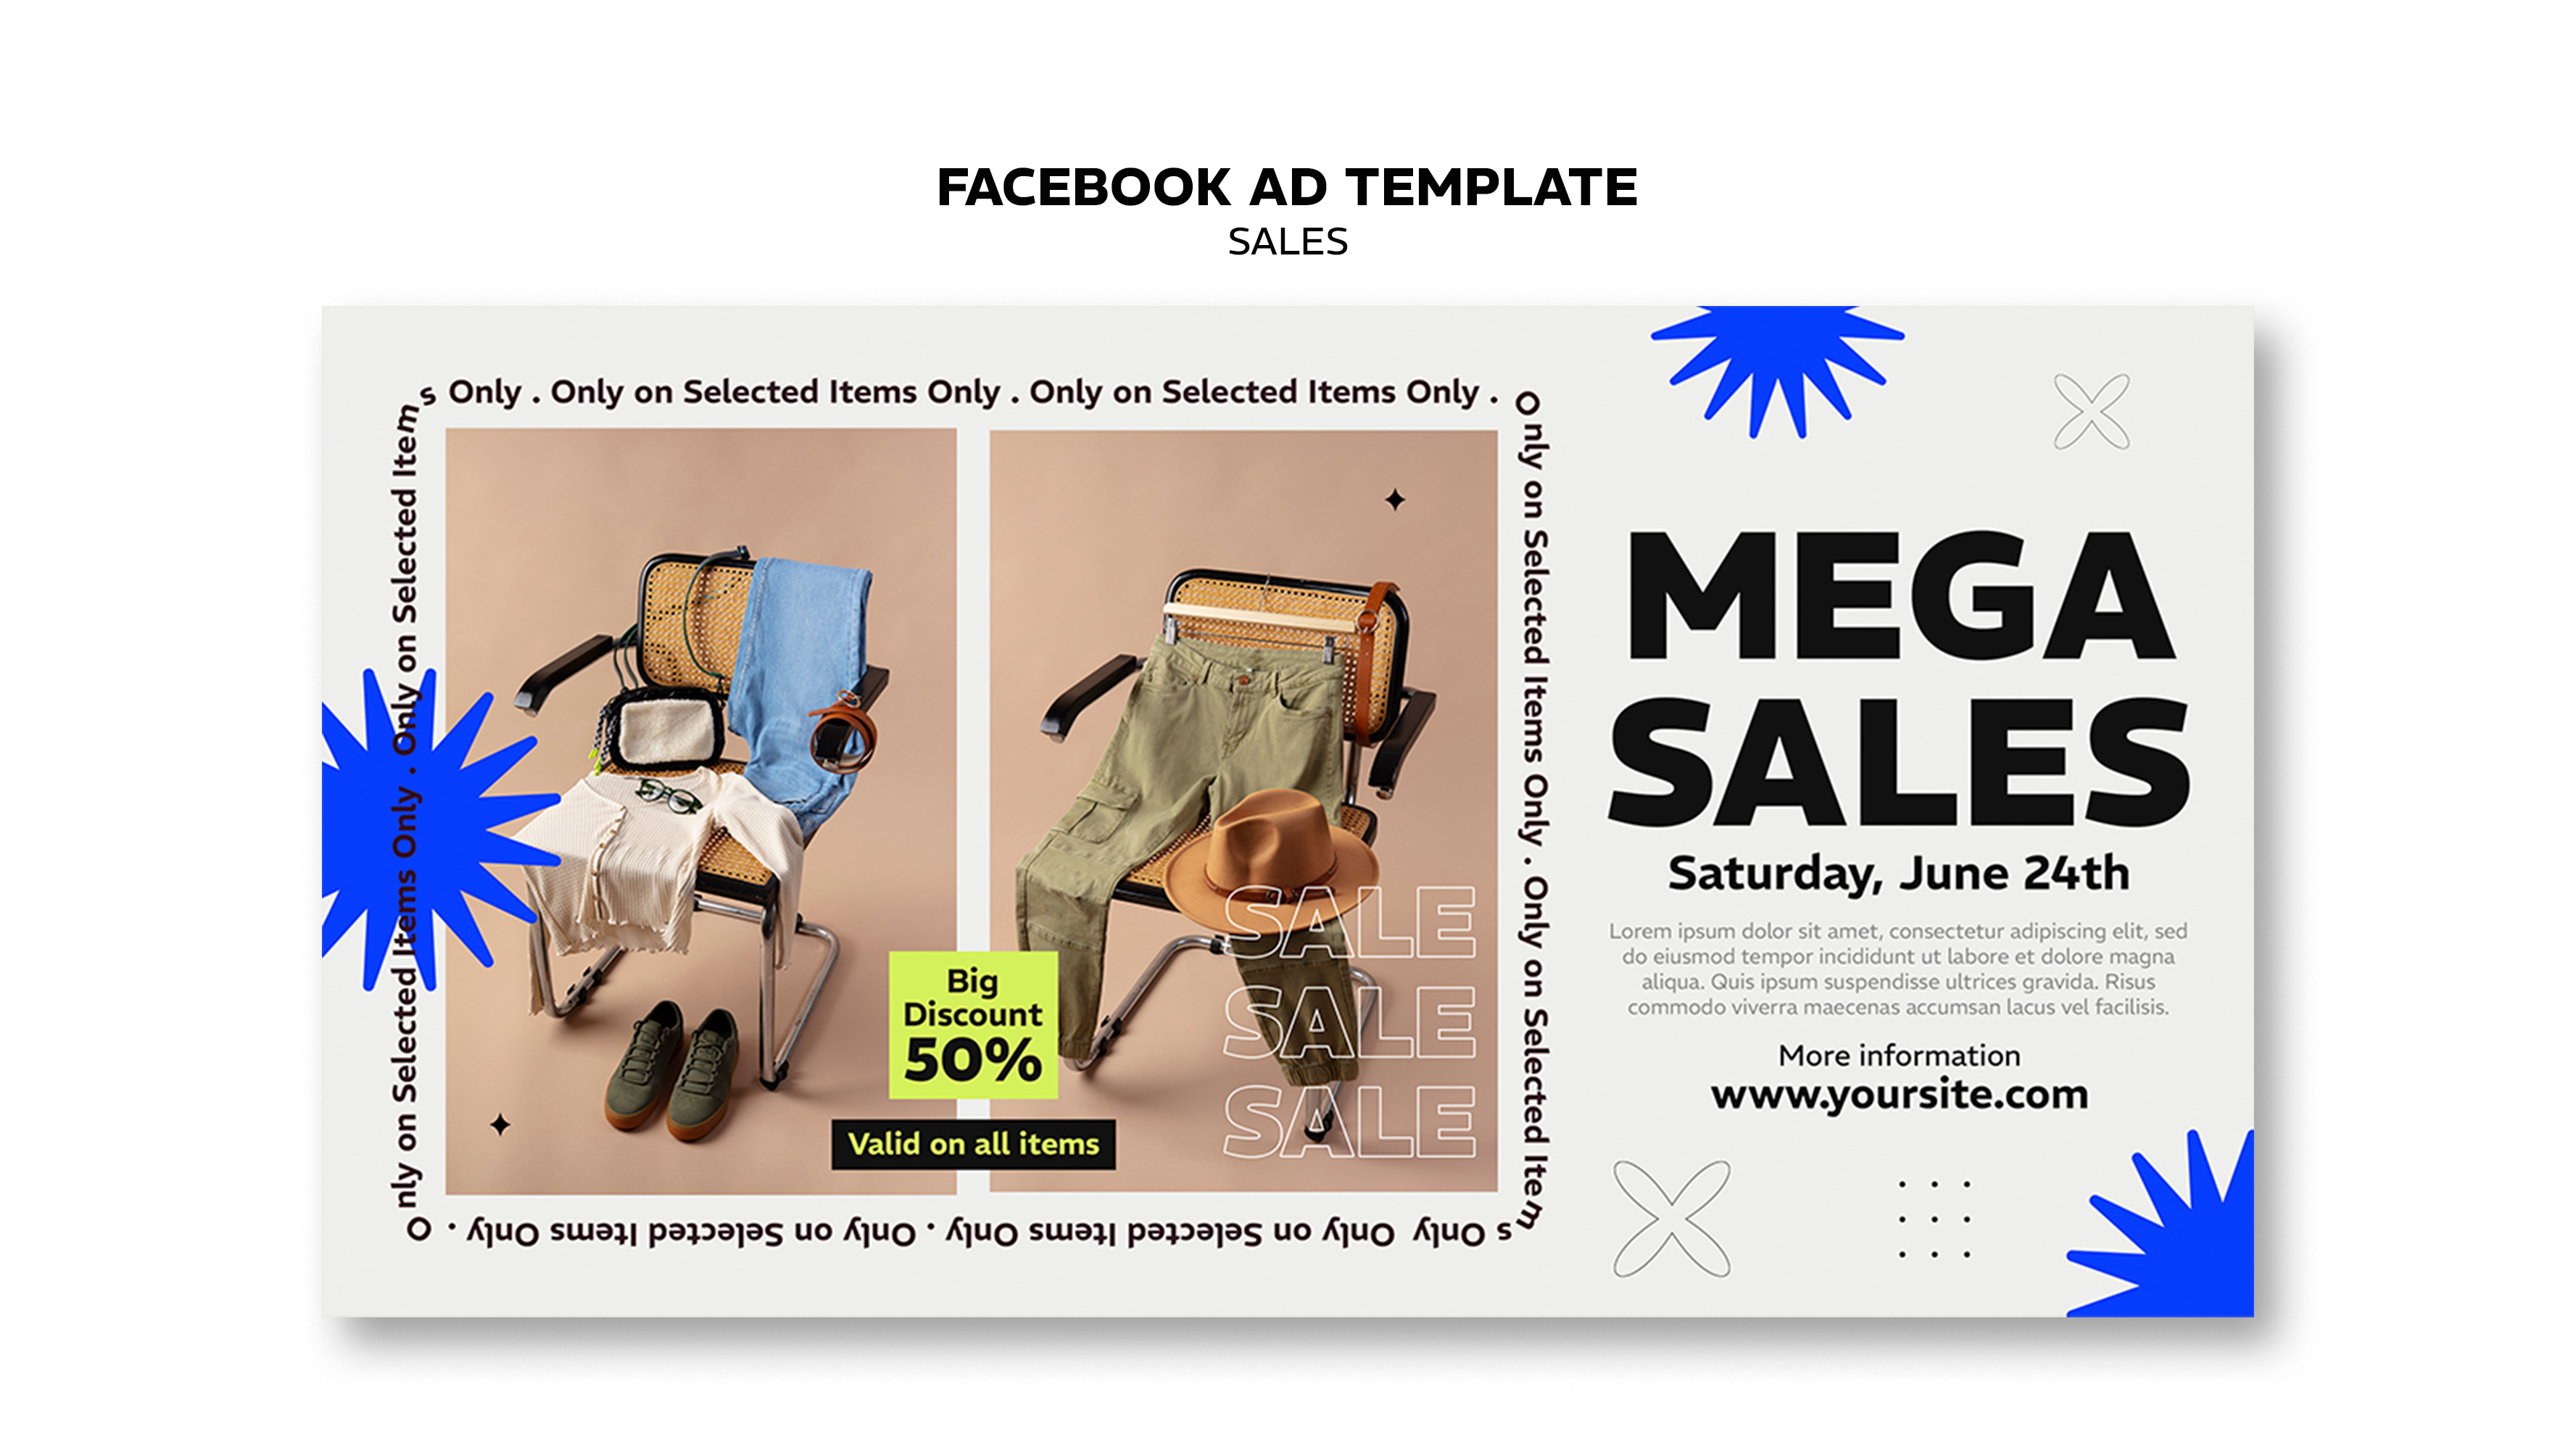 FACEBOOK AD TEMPLATE
SALES
s Only . Only on Selected Items Only . Only on Selected Items Only .
Only on Selected Items Only . Only on Selected Items
s Only Only on Selected Items Only . Only on Selected Items Only .
Only on Selected Items Only . Only on Selected Item
Big
Discount
50%
Valid on all items
SALE
SALE
SALE
MEGA
SALES
Saturday, June 24th
Lorem ipsum dolor sit amet, consectetur adipiscing elit, sed
do eiusmod tempor incididunt ut labore et dolore magna
aliqua. Quis ipsum suspendisse ultrices gravida. Risus
commodo viverra maecenas accumsan lacus vel facilisis.
More information
www.yoursite.com